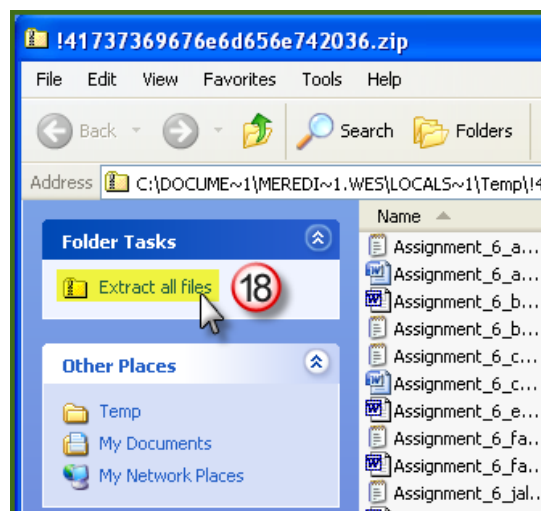 !41737369676e6d656e742036.zip
File Edit View Favorites Tools Help
Back Search Folders
Address C:\DOCUME~1\MEREDI~1.WES\LOCALS~1\Temp\!4
Name
Folder Tasks
Extract all files 18
Other Places
Temp
My Documents
My Network Places
Assignment_6_a...
Assignment_6_a...
Assignment_6_b...
Assignment_6_b...
Assignment_6_c...
Assignment_6_c...
Assignment_6_e...
Assignment_6_fa...
Assignment_6_fa...
Assignment_6_jal...